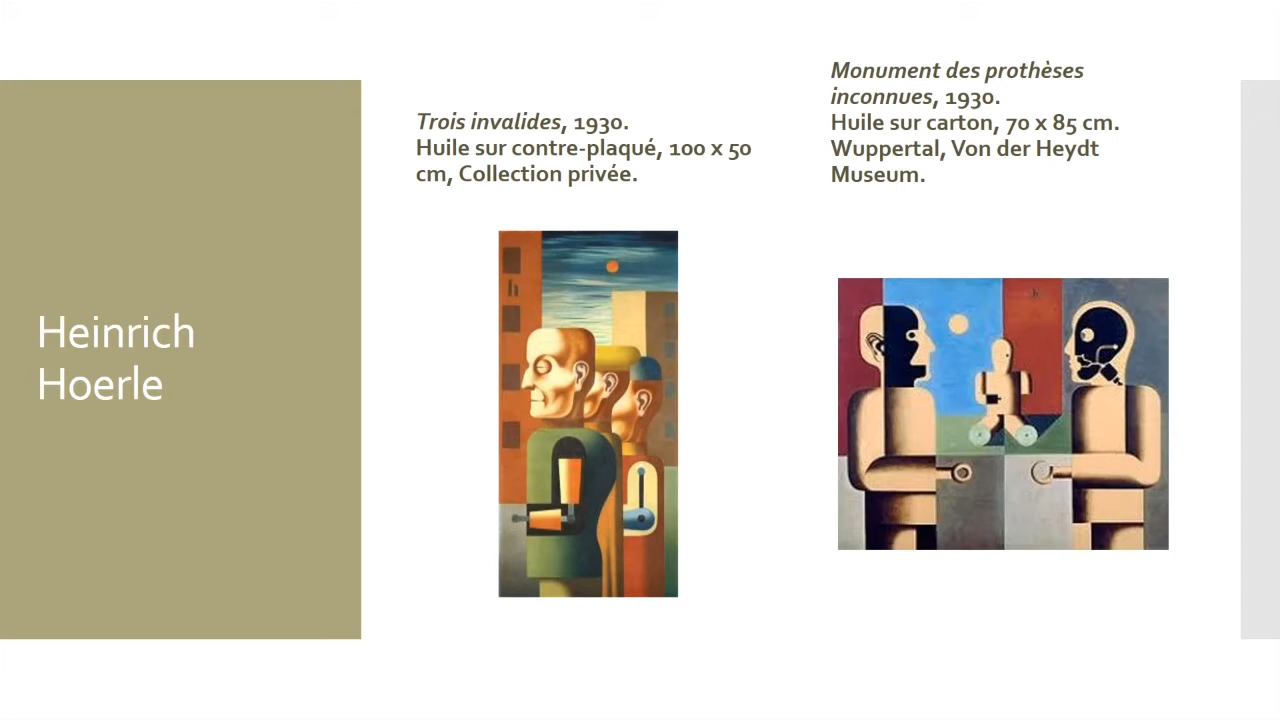 Heinrich
Hoerle
Trois invalides, 1930.
Huile sur contre-plaqué, 100 x 50
cm, Collection privée.
Monument des prothèses
inconnues, 1930.
Huile sur carton, 70 x 85 cm.
Wuppertal, Von der Heydt
Museum.
h
h